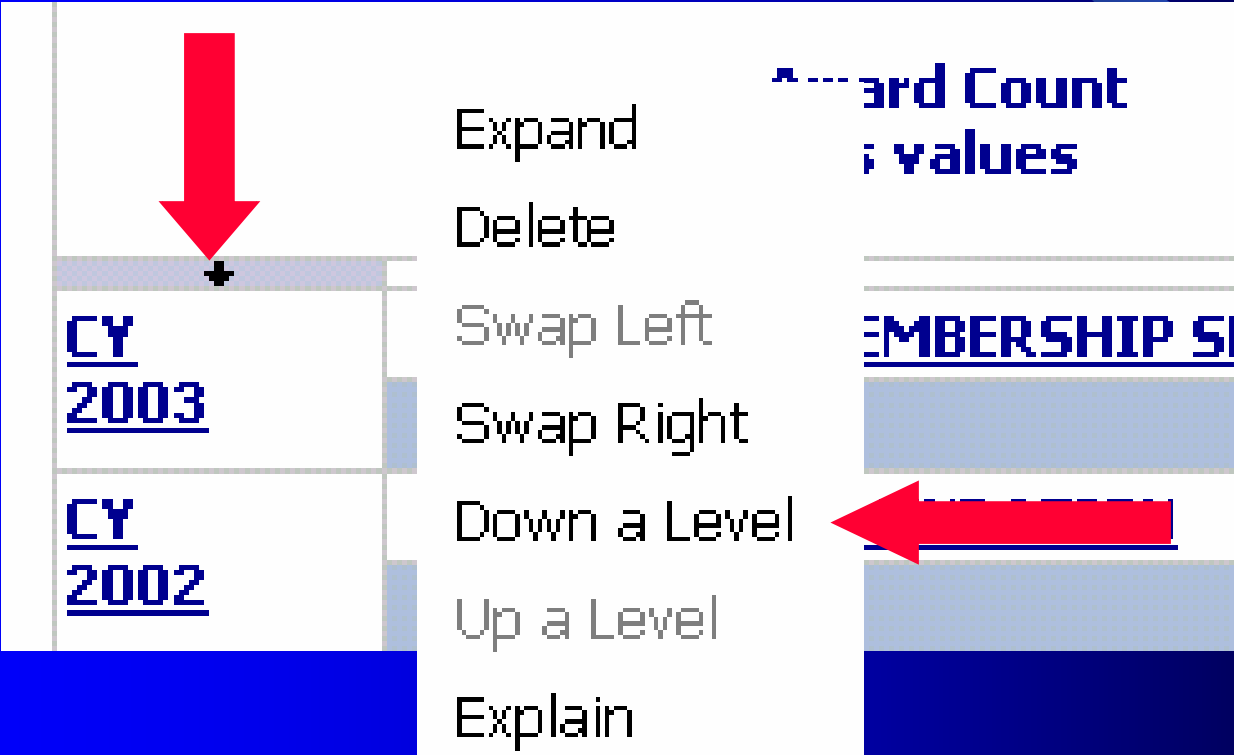 ard Count
s values
Expand
Delete
Swap Left
Swap Right
Down a Level
Up a Level
Explain
CY
2003
EMBERSHIP
CY
2002